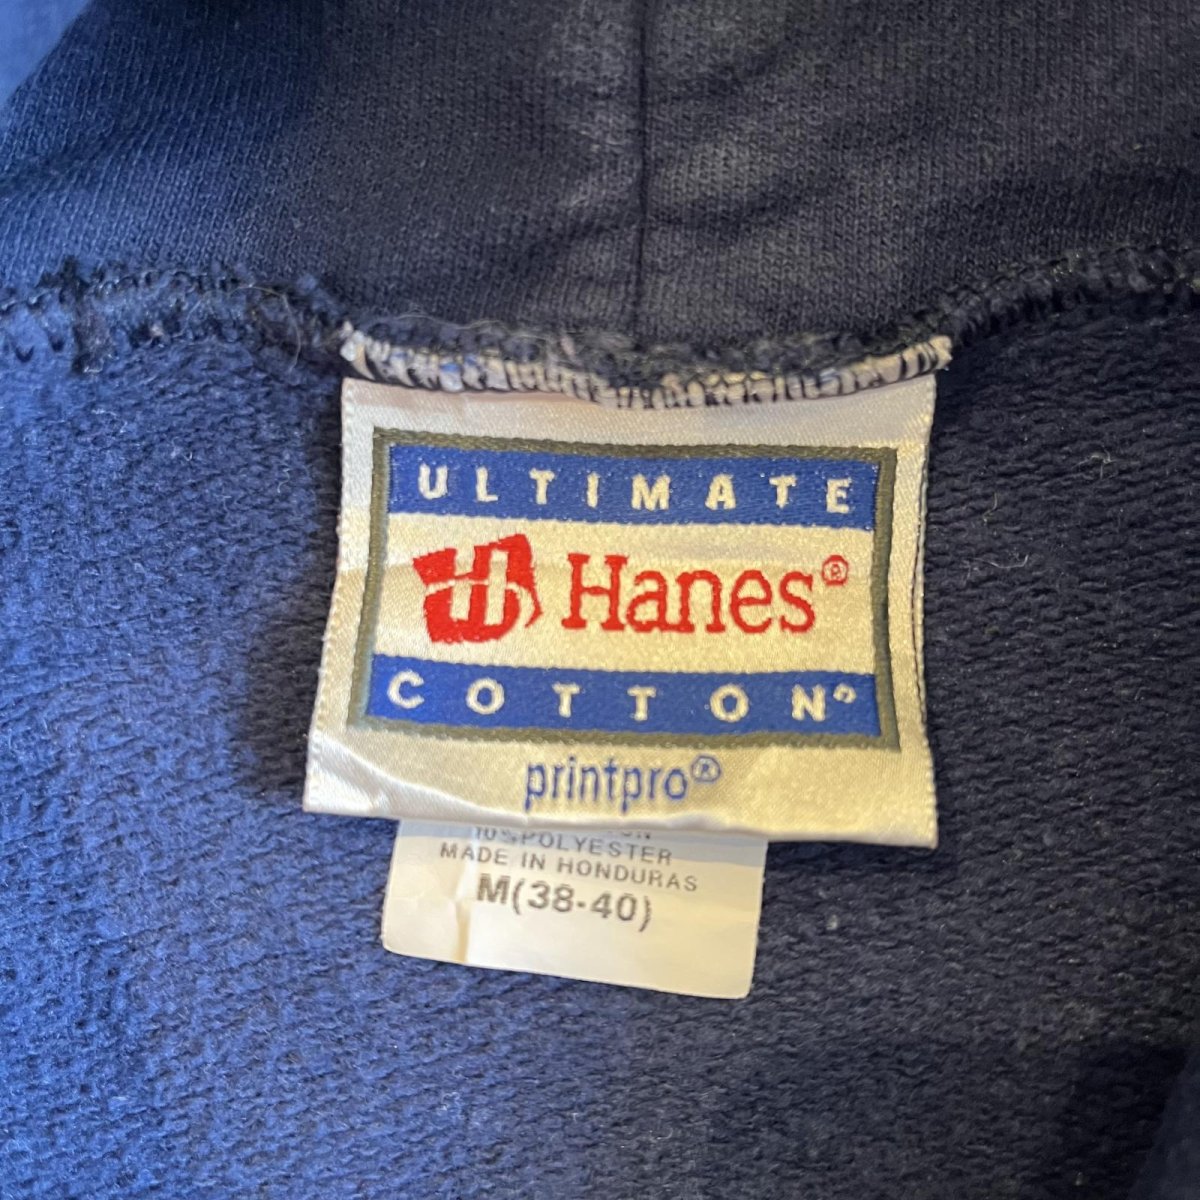 ULTIMATE
Hanes®
COTTON®
printpro®
10% POLYESTER
MADE IN HONDURAS
M(38-40)